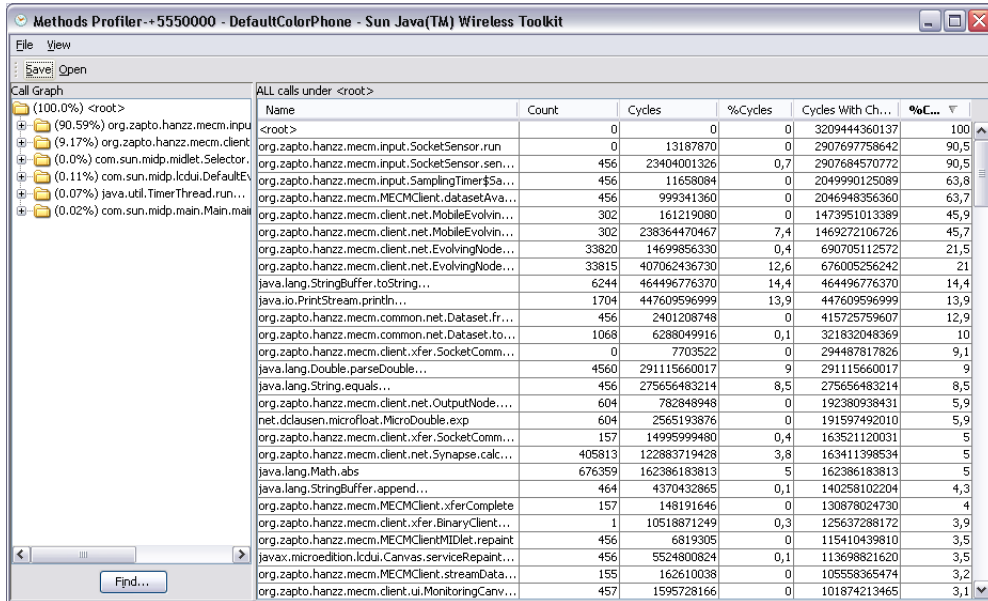 Methods Profiler-+5550000 - DefaultColorPhone - Sun Java(TM) Wireless Toolkit
File View
Save Open
Call Graph
(100.0%) <root>
(90.59%) org.zapto.hanzz.mecm.inpu
(9.17%) org.zapto.hanzz.mecm.client
(0.0%) com.sun.midp.midlet.Selector.
(0.11%) com.sun.midp.lcdui.DefaultEv
(0.07%) java.util.TimerThread.run...
(0.02%) com.sun.midp.main.Main.mai
Find...
ALL calls under <root>
Name Count Cycles %Cycles Cycles With Ch... %C...
<root> 0 0 0 3209444360137 100
org.zapto.hanzz.mecm.input.SocketSensor.run 0 13187870 0 2907697758642 90,5
org.zapto.hanzz.mecm.input.SocketSensor.sen... 456 23404001326 0,7 2907684570772 90,5
org.zapto.hanzz.mecm.input.SamplingTimer$Sa... 456 11658084 0 2049990125089 63,8
org.zapto.hanzz.mecm.MECMClient.datasetAva... 456 999341360 0 2046948356360 63,7
org.zapto.hanzz.mecm.client.net.MobileEvolvin... 302 161219080 0 1473951013389 45,9
org.zapto.hanzz.mecm.client.net.MobileEvolvin... 302 238364470467 7,4 1469272106726 45,7
org.zapto.hanzz.mecm.client.net.EvolvingNode... 33820 14699856330 0,4 690705112572 21,5
org.zapto.hanzz.mecm.client.net.EvolvingNode... 33815 407062436730 12,6 676005256242 21
java.lang.StringBuffer.toString... 6244 464496776370 14,4 464496776370 14,4
java.io.PrintStream.println... 1704 447609596999 13,9 447609596999 13,9
org.zapto.hanzz.mecm.common.net.Dataset.fr... 456 2401208748 0 415725759607 12,9
org.zapto.hanzz.mecm.common.net.Dataset.to... 1068 6288049916 0,1 321832048369 10
org.zapto.hanzz.mecm.client.xfer.SocketComm... 0 7703522 0 294487817826 9,1
java.lang.Double.parseDouble... 4560 291115660017 9 291115660017 9
java.lang.String.equals... 456 275656483214 8,5 275656483214 8,5
org.zapto.hanzz.mecm.client.net.OutputNode.... 604 782848948 0 192380938431 5,9
net.dclausen.microfloat.MicroDouble.exp 604 2565193876 0 191597492010 5,9
org.zapto.hanzz.mecm.client.xfer.SocketComm... 157 14995999480 0,4 163521120031 5
org.zapto.hanzz.mecm.client.net.Synapse.calc... 405813 122883719428 3,8 163411398534 5
java.lang.Math.abs 676359 162386183813 5 162386183813 5
java.lang.StringBuffer.append... 464 4370432865 0,1 140258102204 4,3
org.zapto.hanzz.mecm.MECMClient.xferComplete 157 148191646 0 130878024730 4
org.zapto.hanzz.mecm.client.xfer.BinaryClient... 1 10518871249 0,3 125637288172 3,9
org.zapto.hanzz.mecm.MECMClientMIDlet.repaint 456 6819305 0 115410439810 3,5
javax.microedition.lcdui.Canvas.serviceRepaint... 456 5524800824 0,1 113698821620 3,5
org.zapto.hanzz.mecm.MECMClient.streamData... 155 162610038 0 105558365474 3,2
org.zapto.hanzz.mecm.client.ui.MonitoringCanv... 457 1595728166 0 101874213465 3,1